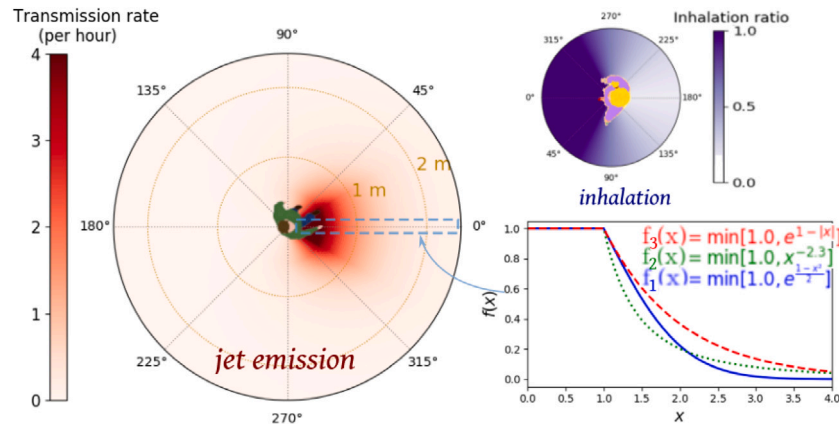 Transmission rate
(per hour)
4
3
2
1
0
90°
135°
45°
2 m
1 m
180°
0°
225°
315°
270°
jet emission
Inhalation ratio
270°
315°
225°
0°
180°
45°
135°
90°
1.0
0.5
0.0
inhalation
f₃(x) = min[1.0, e^{1−|x|}]
f₂(x) = min[1.0, x^{−2.3}]
f₁(x) = min[1.0, e^{\frac{1−x²}{2}}]
f(x)
1.0
0.8
0.6
0.4
0.2
0.0
0.0 0.5 1.0 1.5 2.0 2.5 3.0 3.5 4.0
x